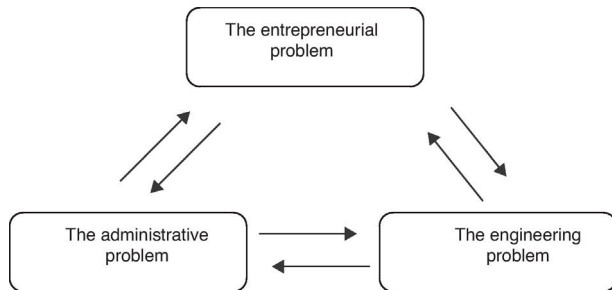 The entrepreneurial
problem
The administrative
problem
The engineering
problem